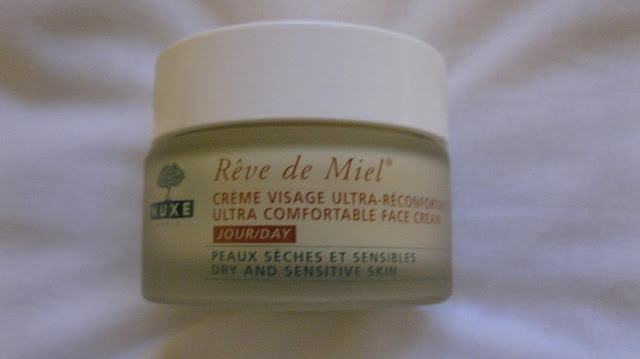 Rêve de Miel®
CRÈME VISAGE ULTRA-RÉCONFORTANTE
ULTRA COMFORTABLE FACE CREAM
JOUR/DAY
PEAUX SÈCHES ET SENSIBLES
DRY AND SENSITIVE SKIN
NUXE
PARIS